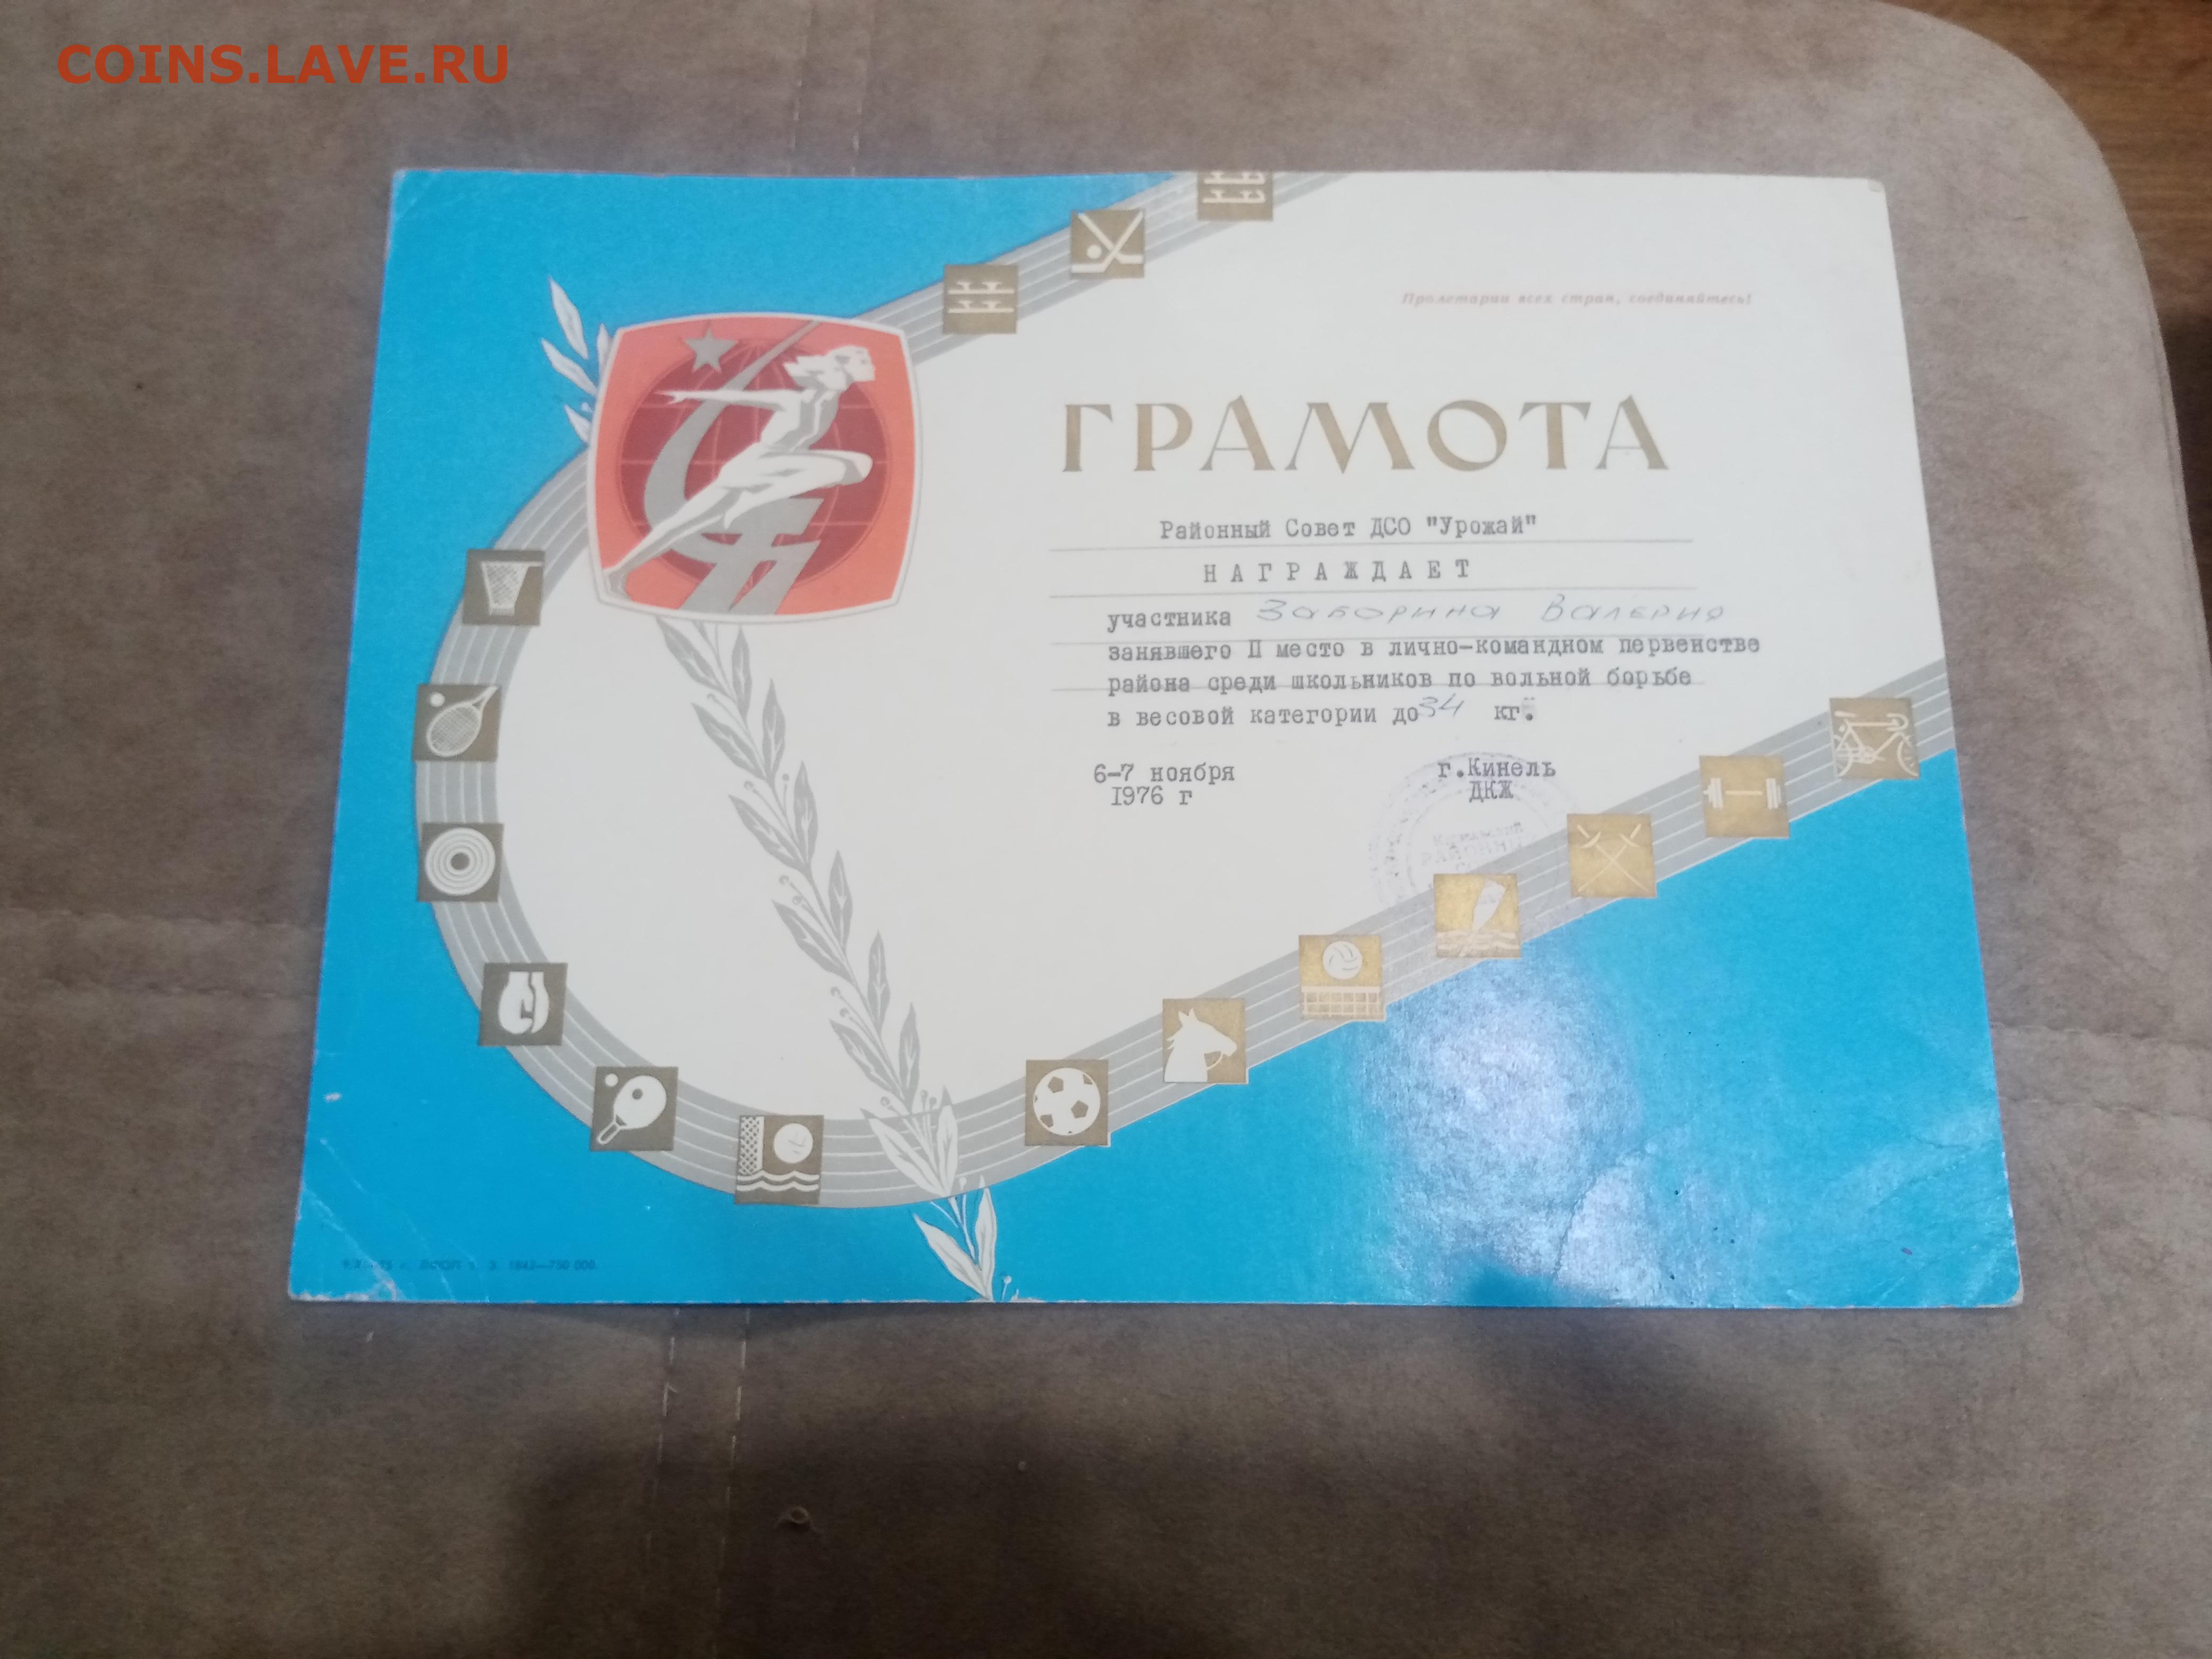 COINS.LAVE.RU
Пролетарии всех стран, соединяйтесь!
ГРАМОТА
Районный Совет ДСО "Урожай"
НАГРАЖДАЕТ
участника Заборина Валерия
занявшего II место в лично-командном первенстве
района среди школьников по вольной борьбе
в весовой категории до 34 кг.
6-7 ноября
1976 г
г.Кинель
ДКЖ